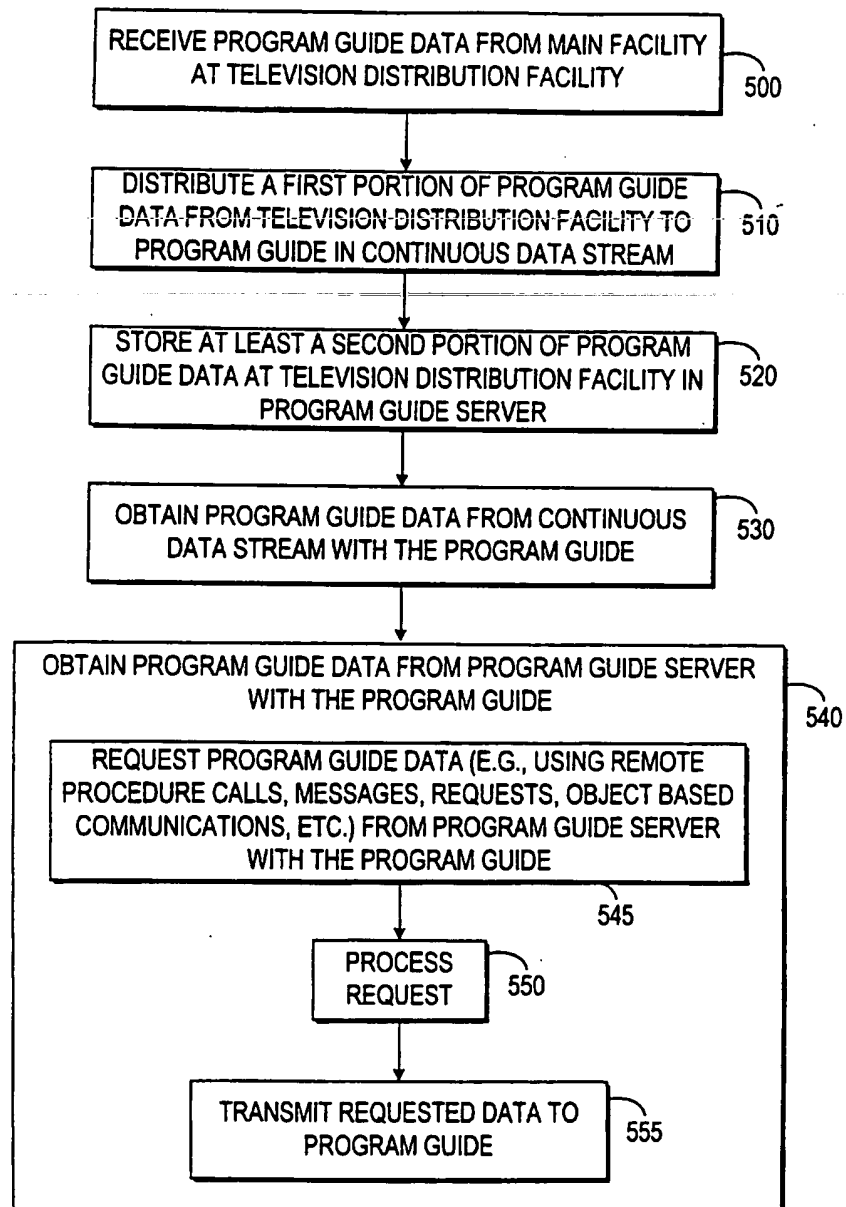 RECEIVE PROGRAM GUIDE DATA FROM MAIN FACILITY
AT TELEVISION DISTRIBUTION FACILITY
500
DISTRIBUTE A FIRST PORTION OF PROGRAM GUIDE
DATA FROM TELEVISION DISTRIBUTION FACILITY TO
PROGRAM GUIDE IN CONTINUOUS DATA STREAM
510
STORE AT LEAST A SECOND PORTION OF PROGRAM
GUIDE DATA AT TELEVISION DISTRIBUTION FACILITY IN
PROGRAM GUIDE SERVER
520
OBTAIN PROGRAM GUIDE DATA FROM CONTINUOUS
DATA STREAM WITH THE PROGRAM GUIDE
530
OBTAIN PROGRAM GUIDE DATA FROM PROGRAM GUIDE SERVER
WITH THE PROGRAM GUIDE
540
REQUEST PROGRAM GUIDE DATA (E.G., USING REMOTE
PROCEDURE CALLS, MESSAGES, REQUESTS, OBJECT BASED
COMMUNICATIONS, ETC.) FROM PROGRAM GUIDE SERVER
WITH THE PROGRAM GUIDE
545
PROCESS
REQUEST
550
TRANSMIT REQUESTED DATA TO
PROGRAM GUIDE
555